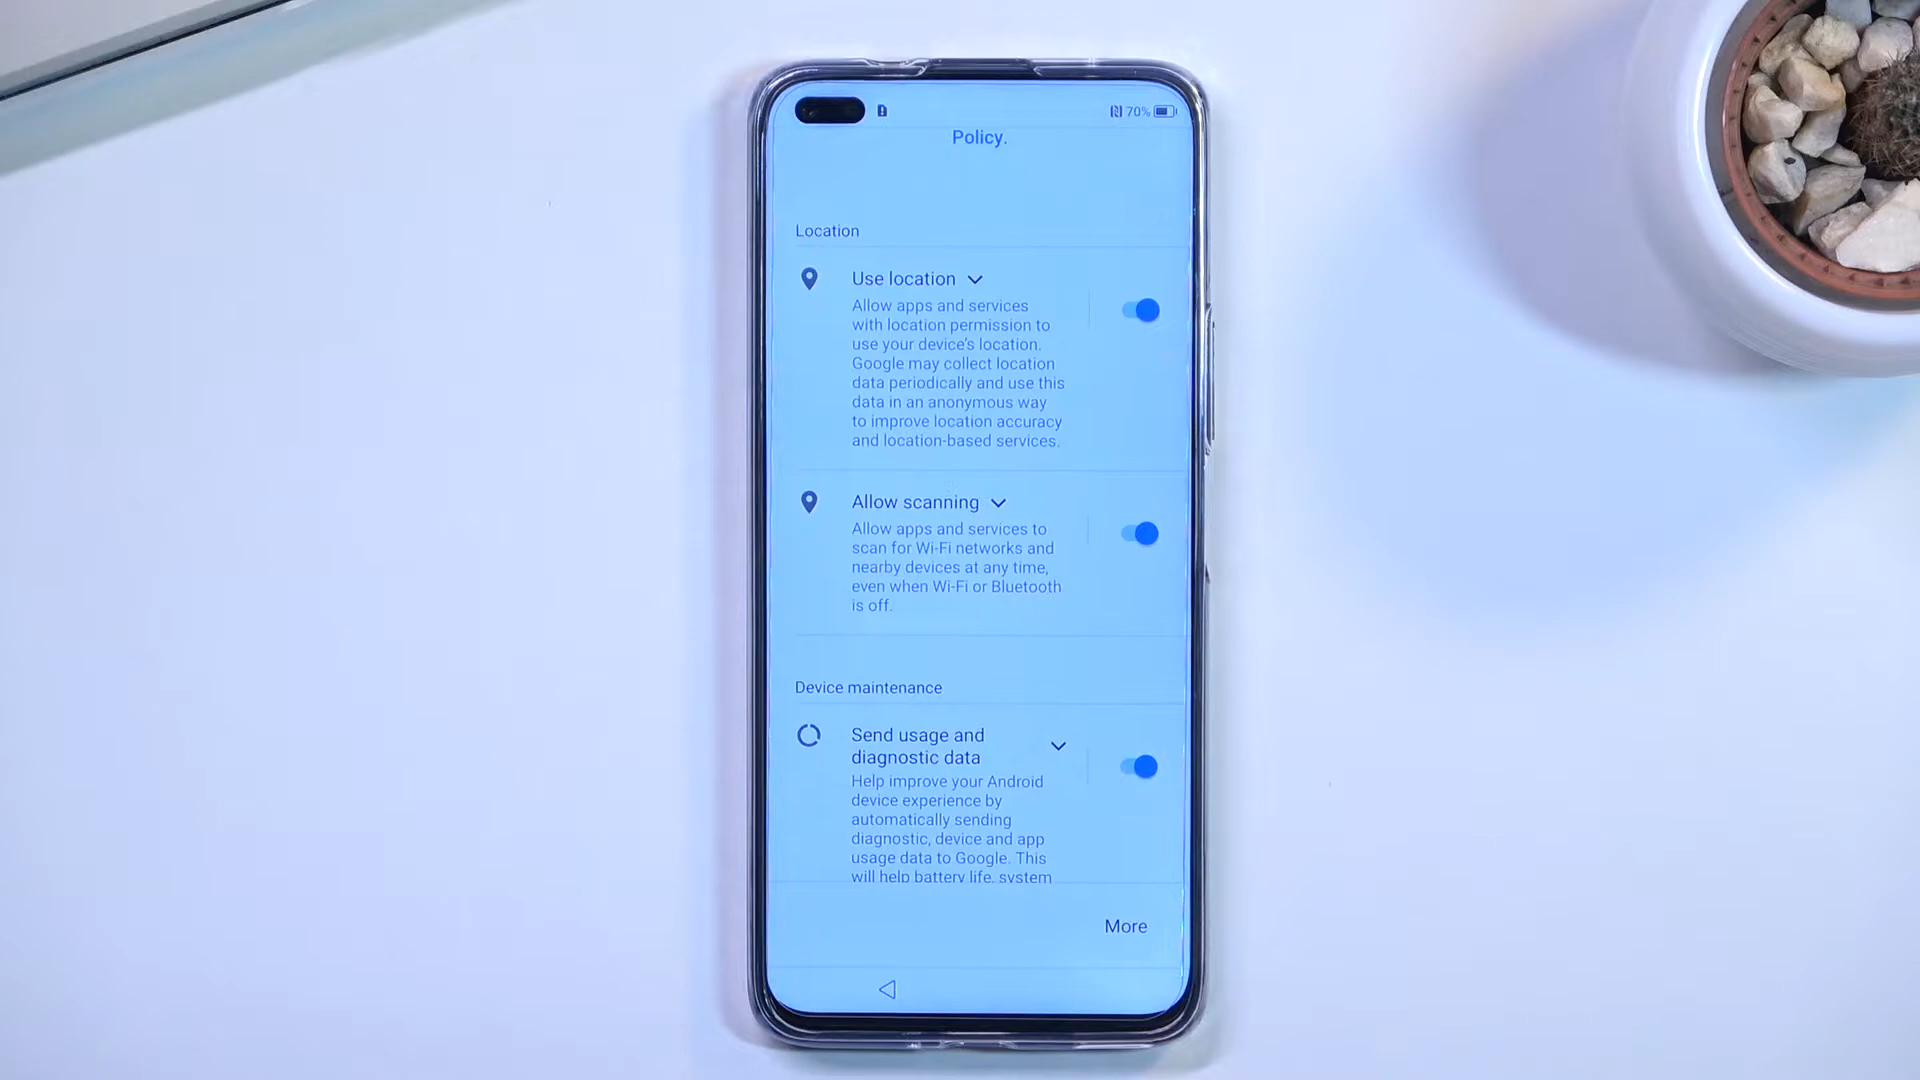 70%
Policy.
Location
Use location
Allow apps and services
with location permission to
use your device's location.
Google may collect location
data periodically and use this
data in an anonymous way
to improve location accuracy
and location-based services.
Allow scanning
Allow apps and services to
scan for Wi-Fi networks and
nearby devices at any time,
even when Wi-Fi or Bluetooth
is off.
Device maintenance
Send usage and
diagnostic data
Help improve your Android
device experience by
automatically sending
diagnostic, device and app
usage data to Google. This
will help battery life, system
More